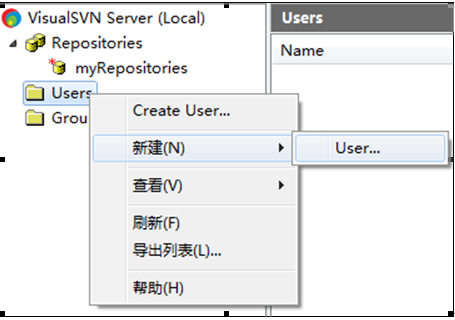 VisualSVN Server (Local)
Repositories
myRepositories
Users
Grou
Users
Name
Create User...
新建(N)
User...
查看(V)
刷新(F)
导出列表(L)...
帮助(H)